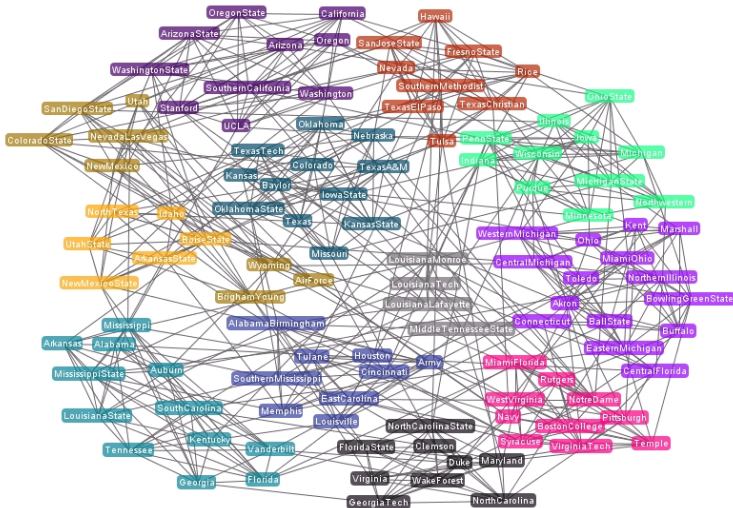 OregonState
California
Hawaii
ArizonaState
Arizona
Oregon
SanJoseState
FresnoState
WashingtonState
Nevada
Rice
SouthernCalifornia
Washington
SouthernMethodist
OhioState
SanDiegoState
Utah
Stanford
TexasElPaso
TexasChristian
UCLA
Oklahoma
Illinois
ColoradoState
NevadaLasVegas
Nebraska
Tulsa
PennState
Iowa
TexasTech
Indiana
Wisconsin
Michigan
NewMexico
Colorado
TexasA&M
Kansas
Baylor
IowaState
Purdue
MichiganState
Northwestern
NorthTexas
Idaho
OklahomaState
Texas
KansasState
Minnesota
Kent
Marshall
UtahState
BoiseState
WesternMichigan
Ohio
ArkansasState
Missouri
LouisianaMonroe
CentralMichigan
MiamiOhio
Wyoming
AirForce
Toledo
NorthernIllinois
NewMexicoState
LouisianaTech
BrighamYoung
LouisianaLafayette
Akron
BowlingGreenState
Mississippi
AlabamaBirmingham
MiddleTennesseeState
Connecticut
BallState
Buffalo
Arkansas
Alabama
Tulane
Houston
Army
EasternMichigan
MississippiState
Auburn
SouthernMississippi
Cincinnati
MiamiFlorida
CentralFlorida
Rutgers
LouisianaState
SouthCarolina
Memphis
EastCarolina
WestVirginia
NotreDame
Louisville
Navy
Pittsburgh
NorthCarolinaState
BostonCollege
Tennessee
Kentucky
Vanderbilt
FloridaState
Clemson
Syracuse
VirginiaTech
Temple
Duke
Maryland
Georgia
Florida
Virginia
WakeForest
GeorgiaTech
NorthCarolina